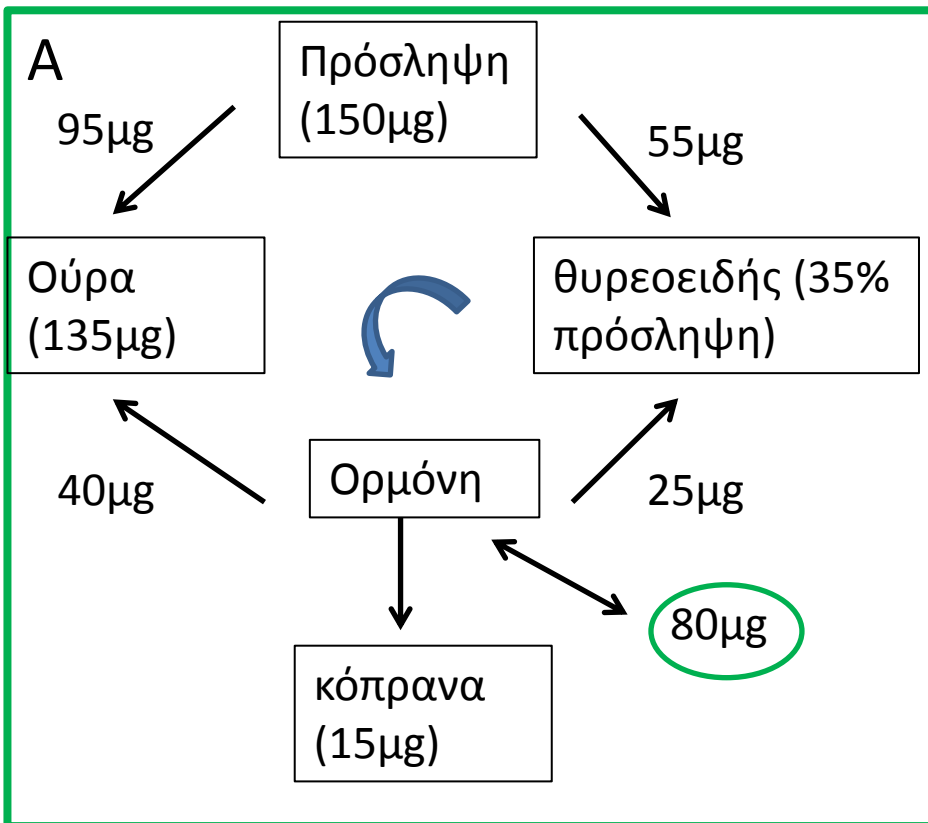 A
Πρόσληψη
(150μg)
95μg
55μg
Ούρα
(135μg)
θυρεοειδής (35%
πρόσληψη)
Ορμόνη
40μg
25μg
80μg
κόπρανα
(15μg)